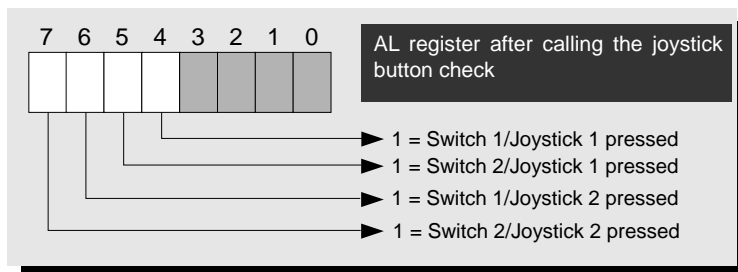 7 6 5 4 3 2 1 0
AL register after calling the joystick
button check
1 = Switch 1/Joystick 1 pressed
1 = Switch 2/Joystick 1 pressed
1 = Switch 1/Joystick 2 pressed
1 = Switch 2/Joystick 2 pressed